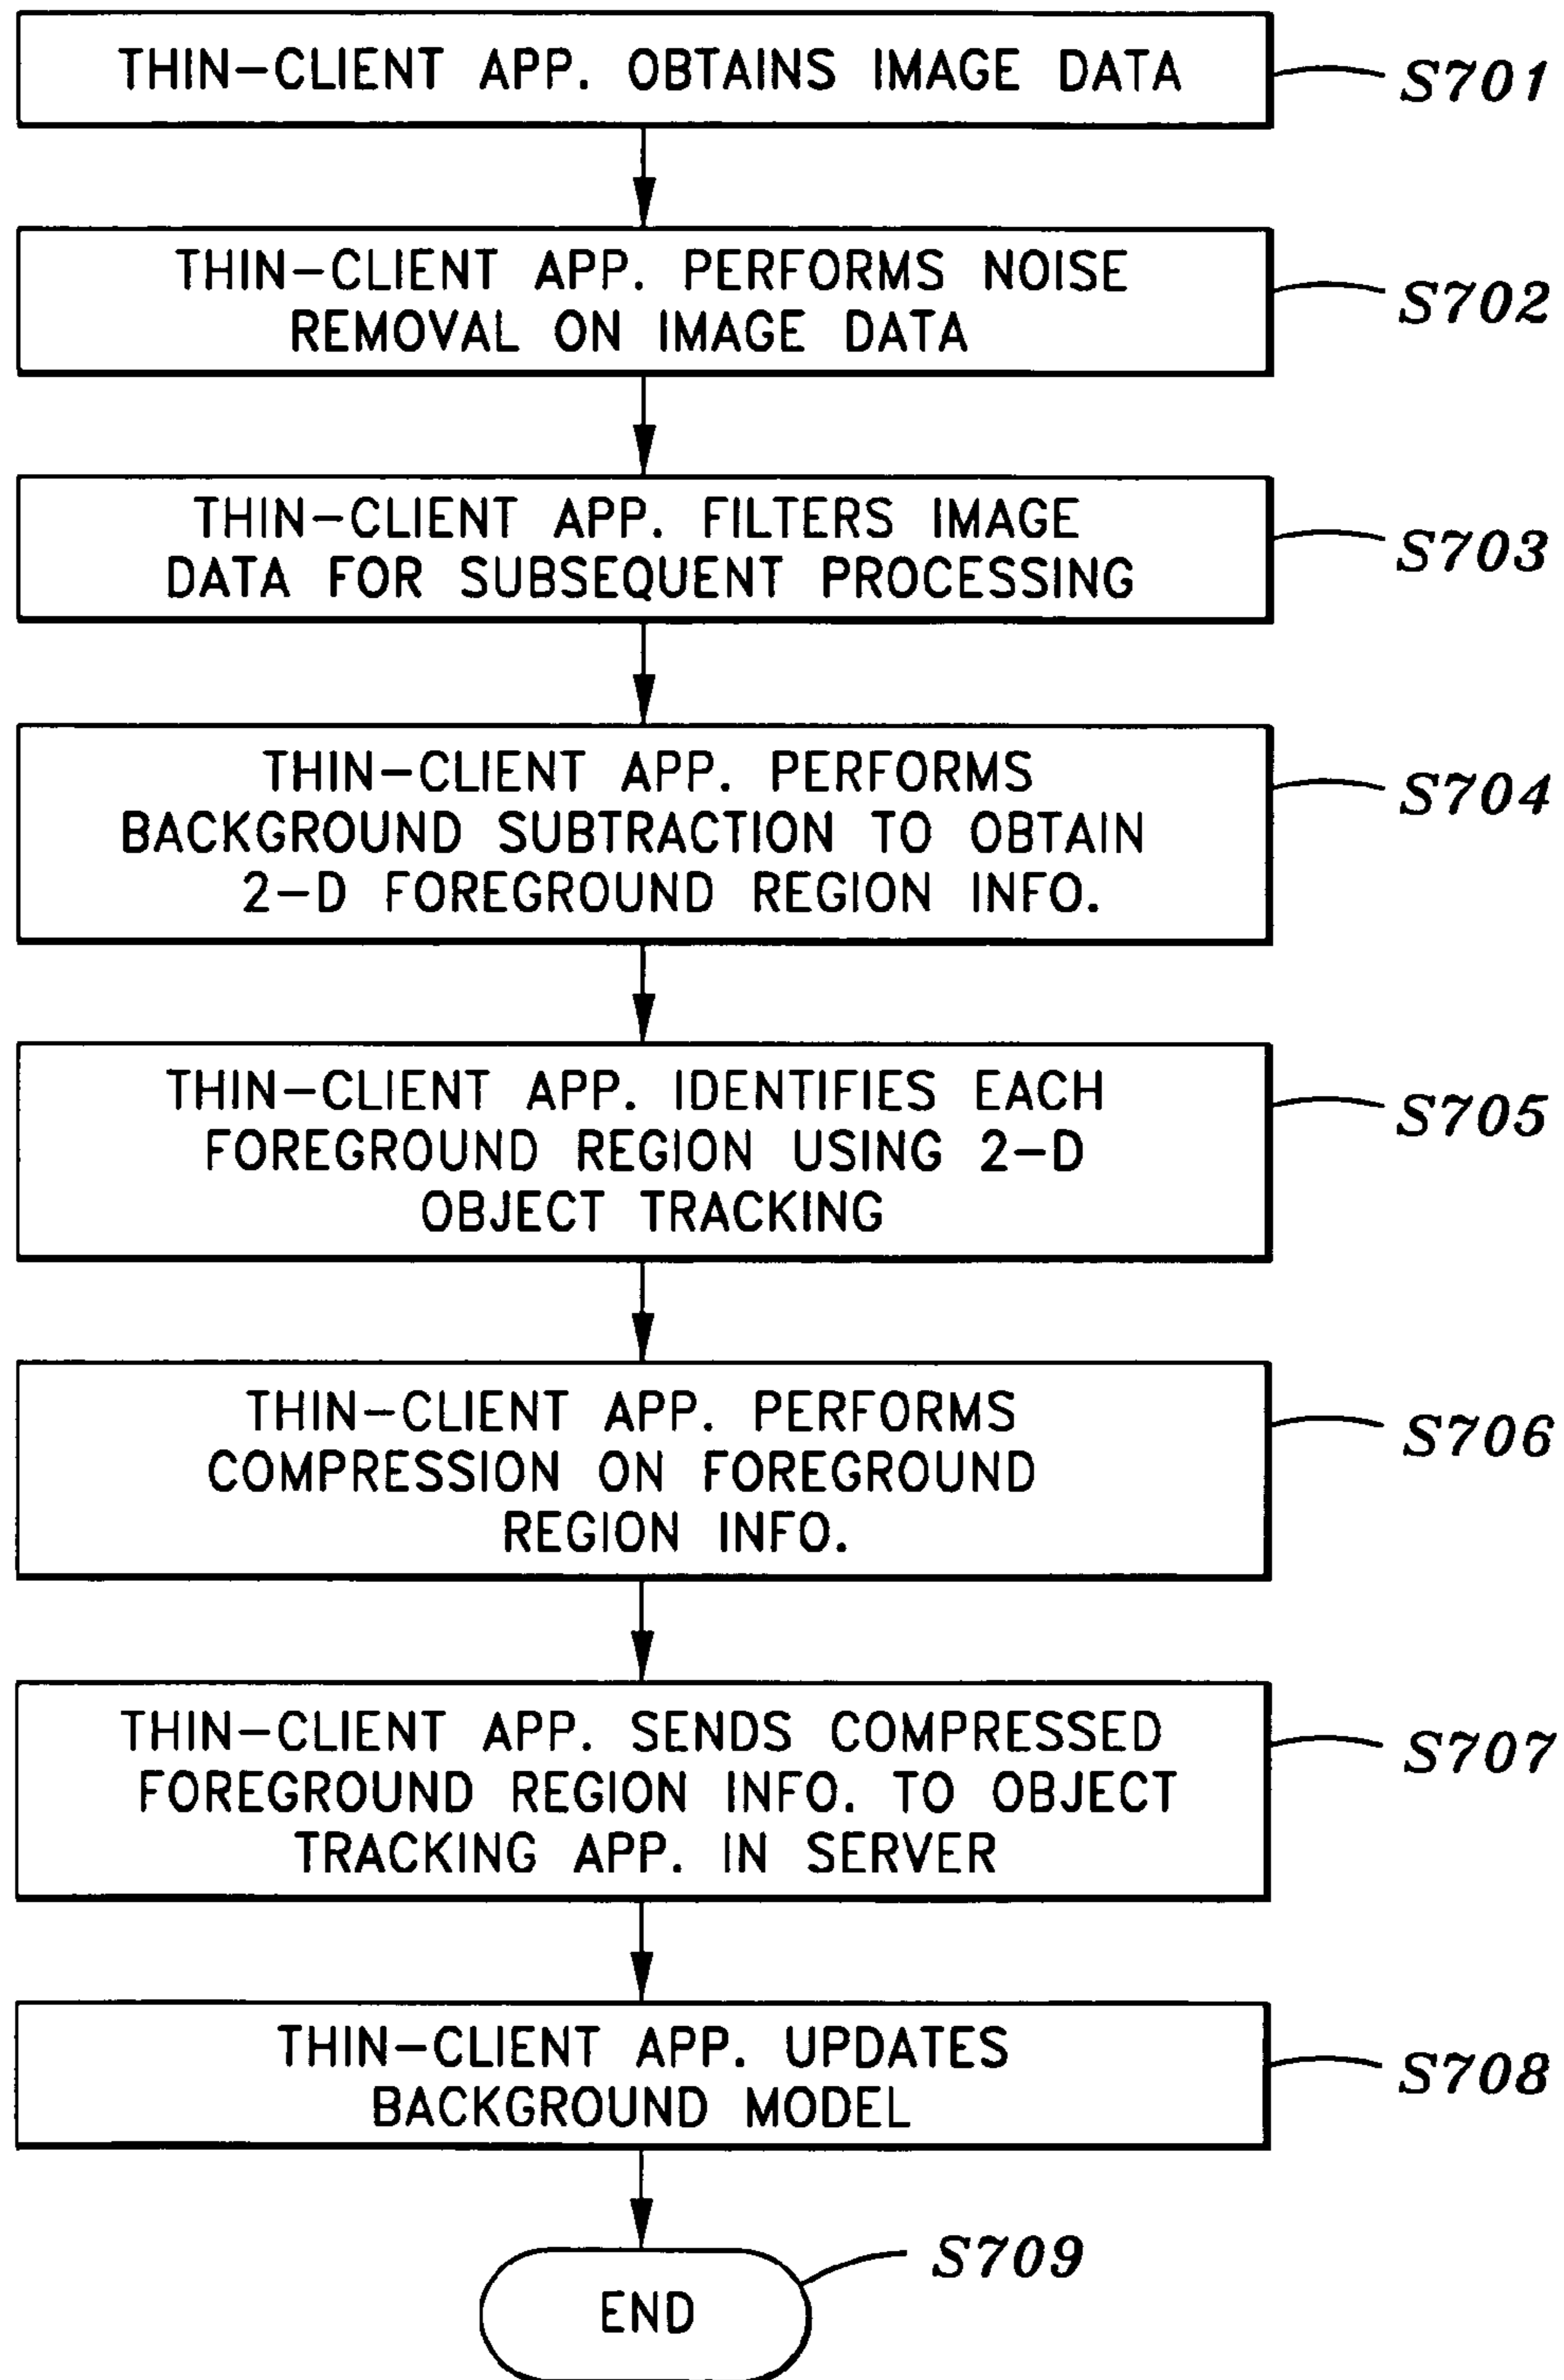 THIN-CLIENT APP. OBTAINS IMAGE DATA
S701
THIN-CLIENT APP. PERFORMS NOISE
REMOVAL ON IMAGE DATA
S702
THIN-CLIENT APP. FILTERS IMAGE
DATA FOR SUBSEQUENT PROCESSING
S703
THIN-CLIENT APP. PERFORMS
BACKGROUND SUBTRACTION TO OBTAIN
2-D FOREGROUND REGION INFO.
S704
THIN-CLIENT APP. IDENTIFIES EACH
FOREGROUND REGION USING 2-D
OBJECT TRACKING
S705
THIN-CLIENT APP. PERFORMS
COMPRESSION ON FOREGROUND
REGION INFO.
S706
THIN-CLIENT APP. SENDS COMPRESSED
FOREGROUND REGION INFO. TO OBJECT
TRACKING APP. IN SERVER
S707
THIN-CLIENT APP. UPDATES
BACKGROUND MODEL
S708
S709
END